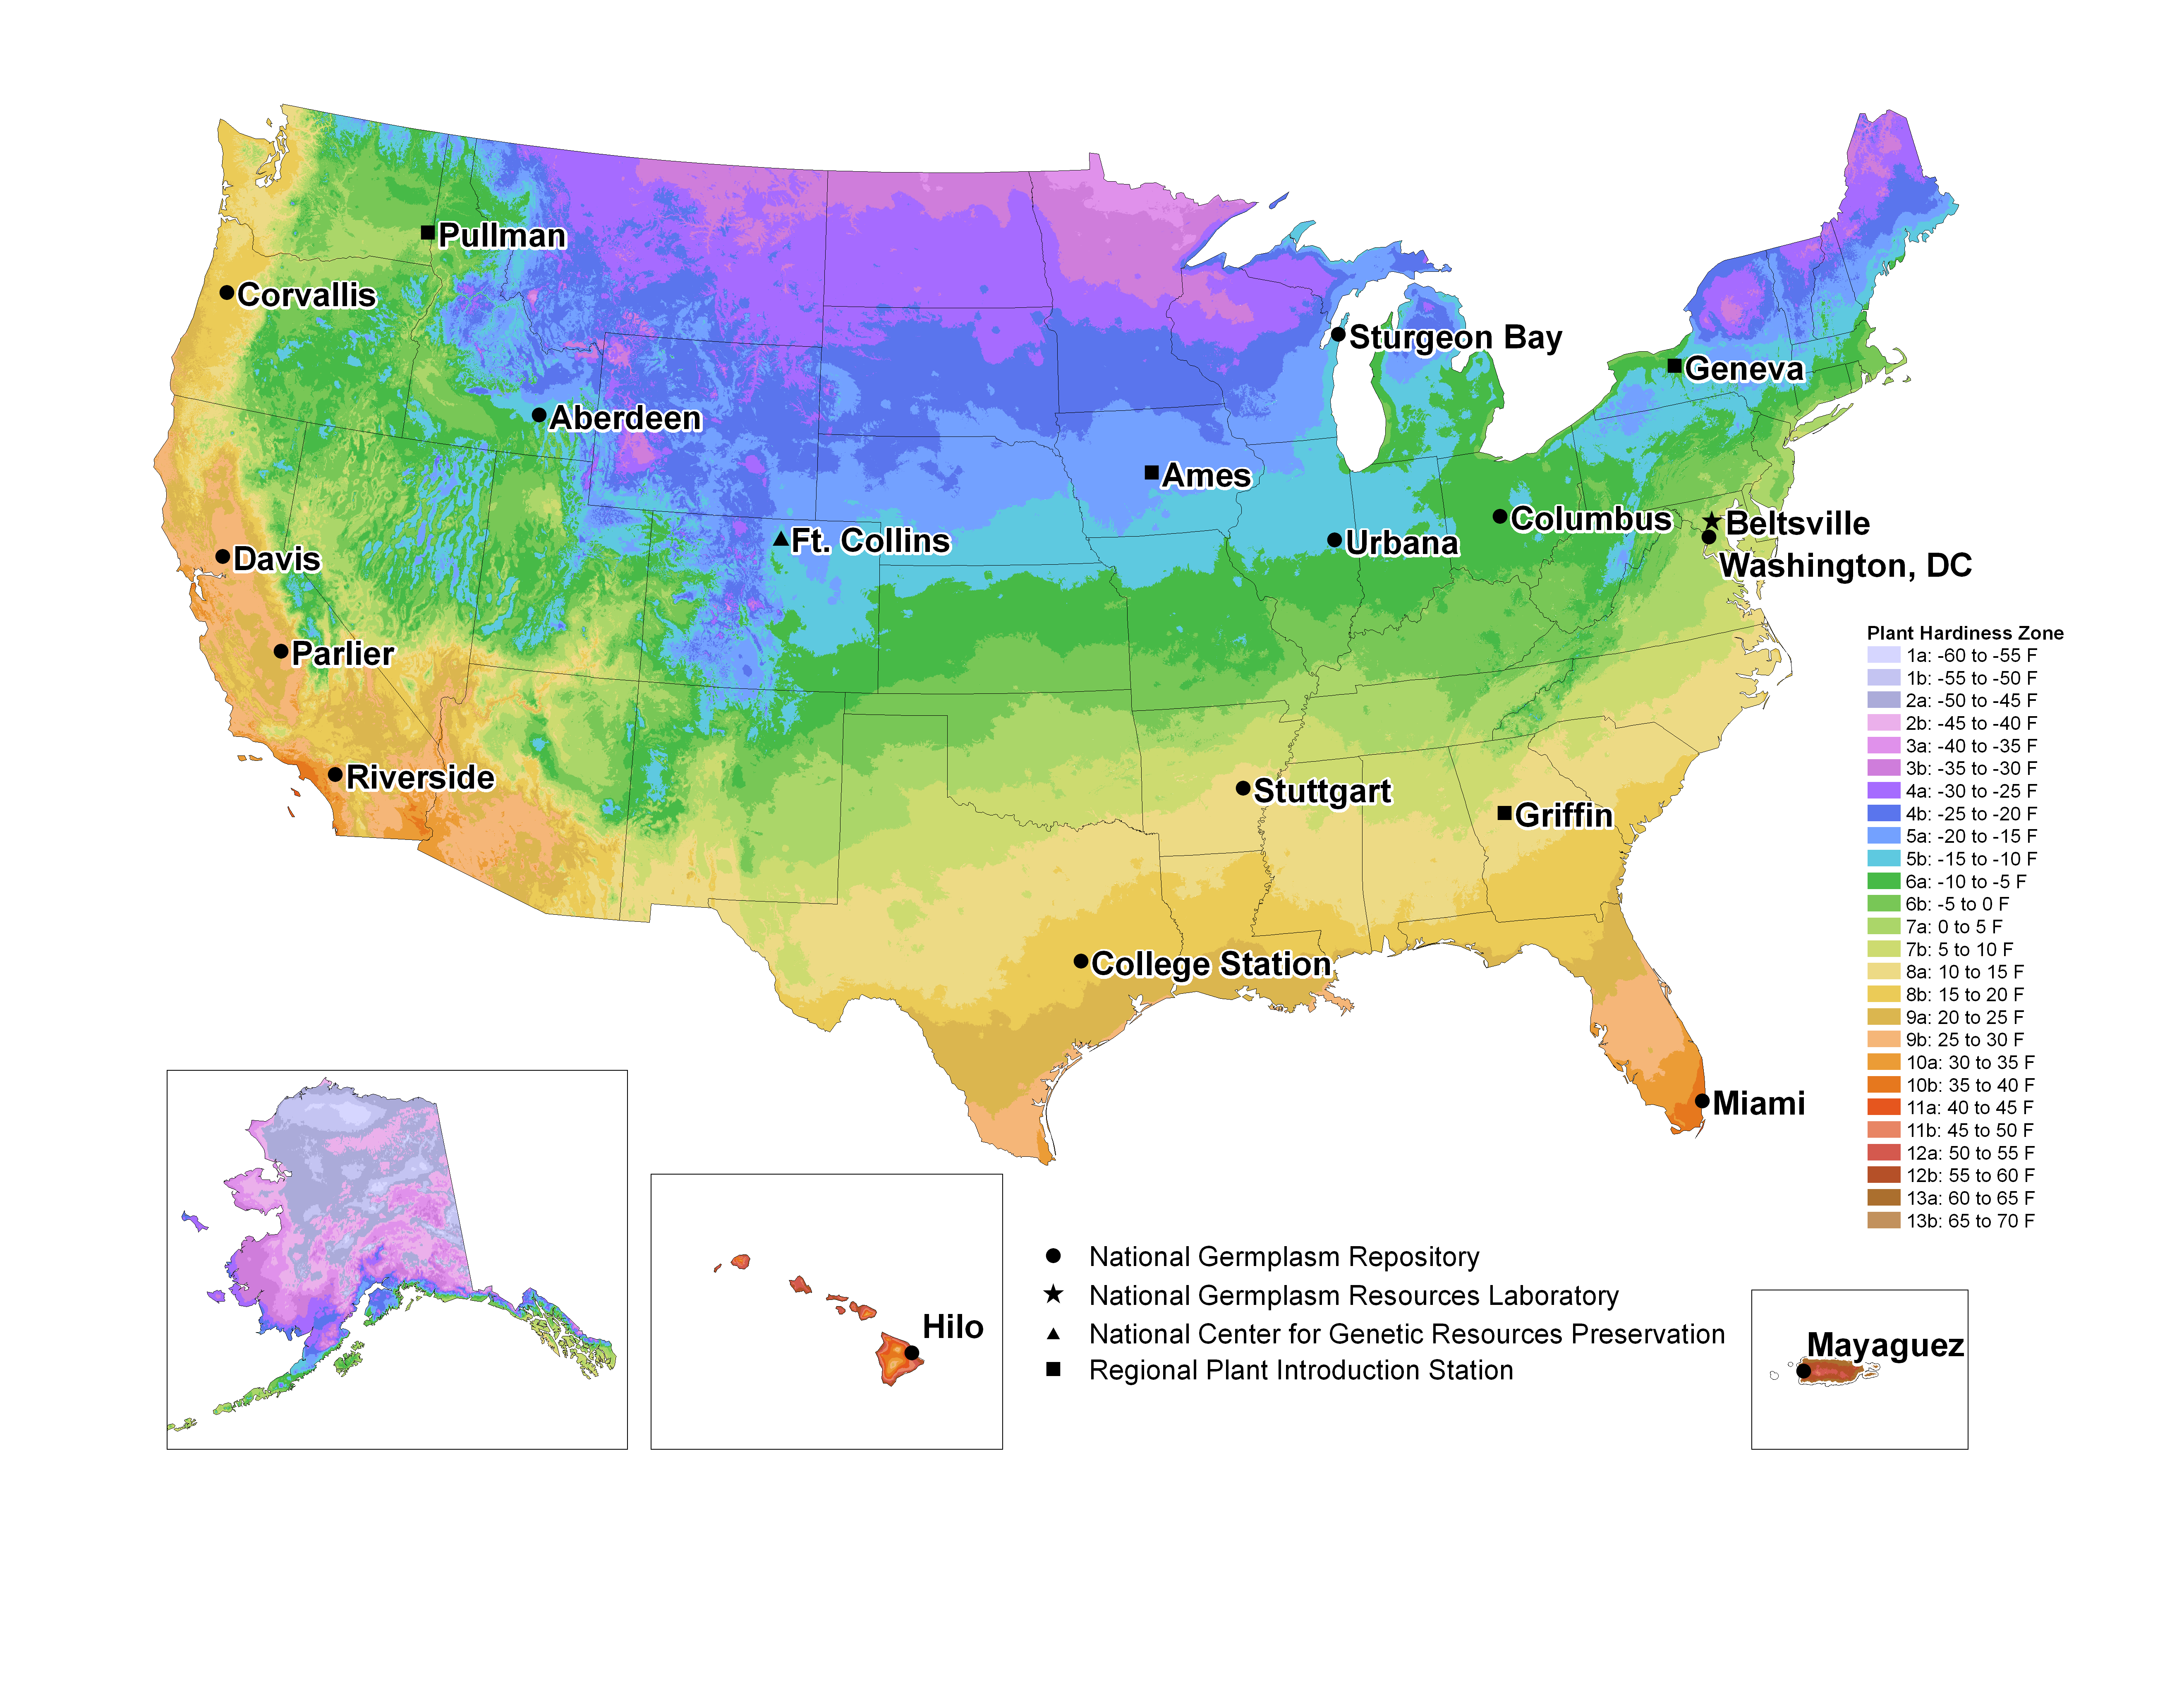 Pullman
Corvallis
Sturgeon Bay
Geneva
Aberdeen
Ames
Columbus
Beltsville
Ft. Collins
Urbana
Davis
Washington, DC
Parlier
Riverside
Stuttgart
Griffin
College Station
Miami
Plant Hardiness Zone
1a: -60 to -55 F
1b: -55 to -50 F
2a: -50 to -45 F
2b: -45 to -40 F
3a: -40 to -35 F
3b: -35 to -30 F
4a: -30 to -25 F
4b: -25 to -20 F
5a: -20 to -15 F
5b: -15 to -10 F
6a: -10 to -5 F
6b: -5 to 0 F
7a: 0 to 5 F
7b: 5 to 10 F
8a: 10 to 15 F
8b: 15 to 20 F
9a: 20 to 25 F
9b: 25 to 30 F
10a: 30 to 35 F
10b: 35 to 40 F
11a: 40 to 45 F
11b: 45 to 50 F
12a: 50 to 55 F
12b: 55 to 60 F
13a: 60 to 65 F
13b: 65 to 70 F
Hilo
National Germplasm Repository
National Germplasm Resources Laboratory
National Center for Genetic Resources Preservation
Regional Plant Introduction Station
Mayaguez